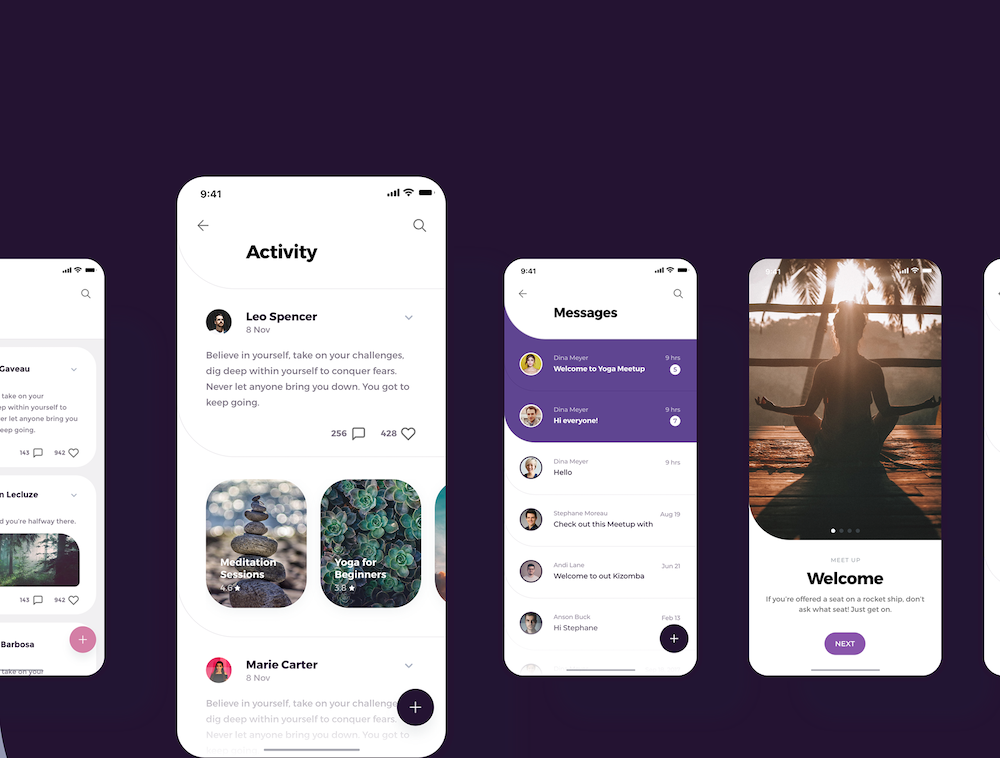 Gaveau
take on your
ep within yourself to
er let anyone bring you
eep going.
143
942
n Lecluze
d you're halfway there.
143
942
Barbosa
take on your
9:41
Activity
Leo Spencer
8 Nov
Believe in yourself, take on your challenges,
dig deep within yourself to conquer fears.
Never let anyone bring you down. You got to
keep going.
256
428
Meditation
Sessions
4.6
Yoga for
Beginners
3.6
Marie Carter
8 Nov
Believe in yourself, take on your challenge
dig deep within yourself to conquer fears.
Never let anyone bring you down. You got to
keep going.
9:41
Messages
Dina Meyer
9 hrs
Welcome to Yoga Meetup
5
Dina Meyer
9 hrs
Hi everyone!
7
Dina Meyer
9 hrs
Hello
Stephane Moreau
Aug 19
Check out this Meetup with
Andi Lane
Jun 21
Welcome to out Kizomba
Anson Buck
Feb 13
Hi Stephane
9:41
MEET UP
Welcome
If you're offered a seat on a rocket ship, don't
ask what seat! Just get on.
NEXT